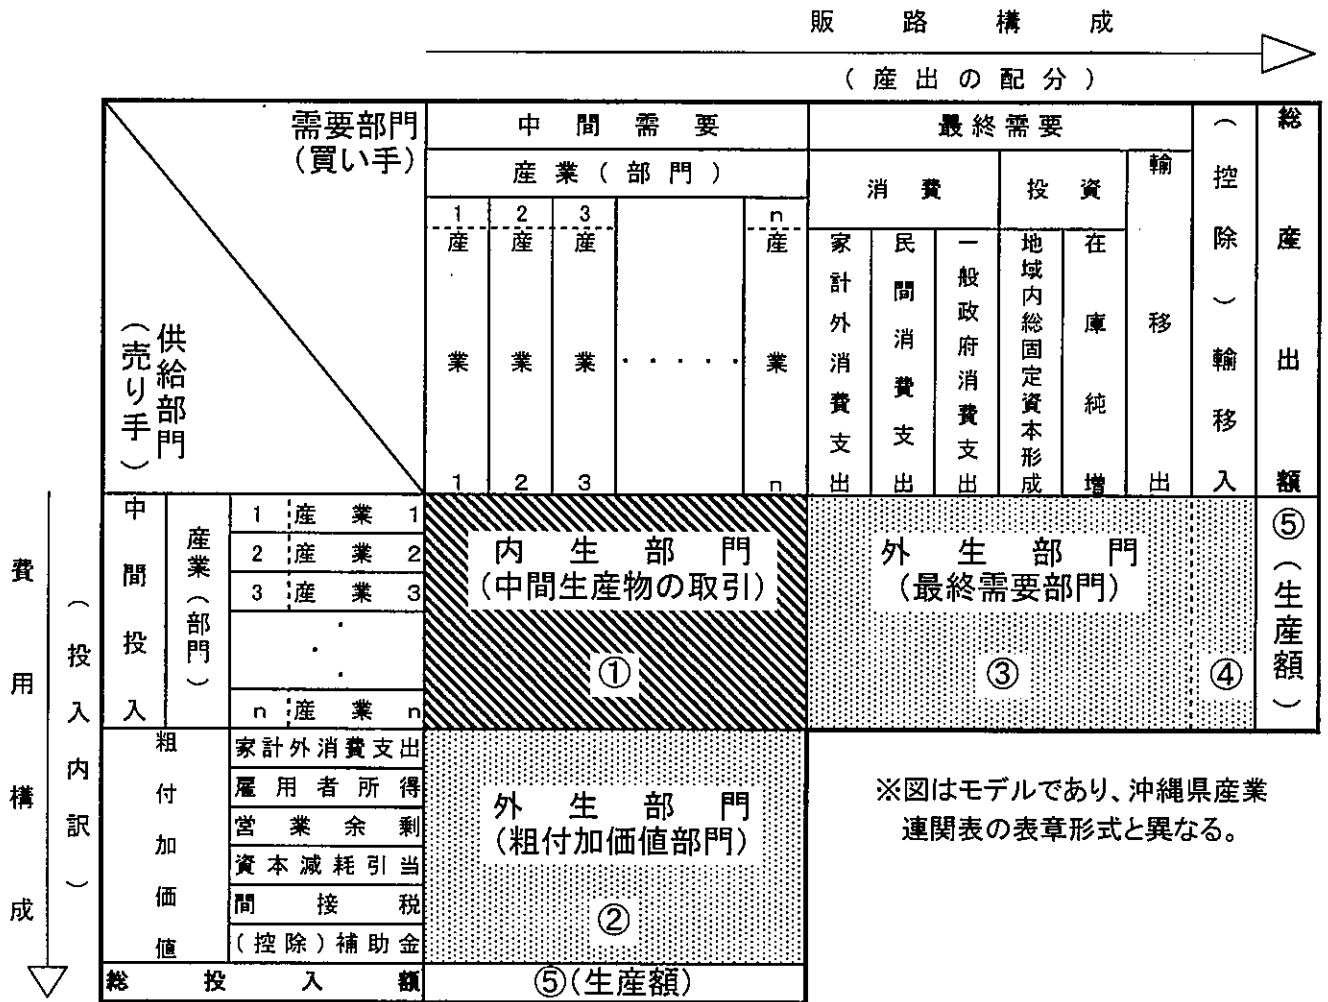 販路構成
(産出の配分)
需要部門
(買い手)
供給部門
(売り手)
中間需要
産業(部門)
1 2 3 n
産業1
産業2
産業3
・・・・・
産業n
最終需要
消費
家計外消費支出
民間消費支出
一般政府消費支出
投資
地域内総固定資本形成
在庫純増
輸移出
(控除)輸移入
総産出額
費用構成
(投入内訳)
中間投入
産業(部門)
1 産業1
2 産業2
3 産業3
・
・
・
n 産業n
内生部門
(中間生産物の取引)
①
外生部門
(最終需要部門)
③
④
⑤(生産額)
粗付加価値
家計外消費支出
雇用者所得
営業余剰
資本減耗引当
間接税
(控除)補助金
外生部門
(粗付加価値部門)
②
総投入額
⑤(生産額)
※図はモデルであり、沖縄県産業
連関表の表章形式と異なる。